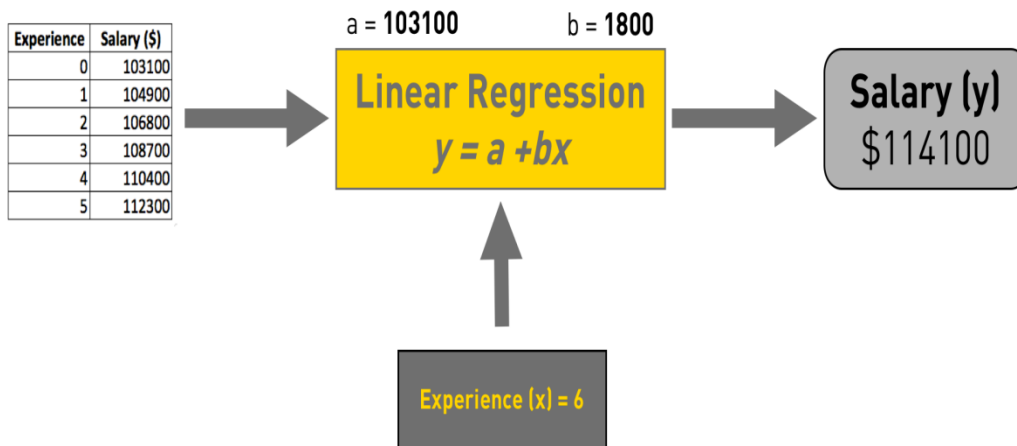 Experience Salary ($)
0 103100
1 104900
2 106800
3 108700
4 110400
5 112300
a = 103100 b = 1800
Linear Regression
y = a +bx
Salary (y)
$114100
Experience (x) = 6